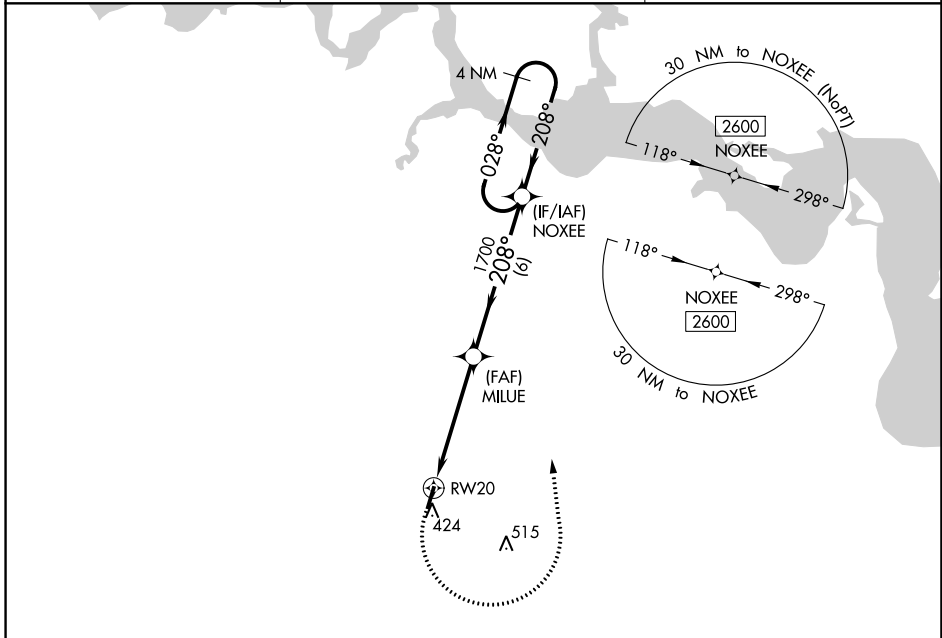 4 NM
208°
028°
(IF/IAF)
NOXEE
1700
208°
(6)
(FAF)
MILUE
RW20
424
515
30 NM to NOXEE (NoPT)
2600
NOXEE
118°
298°
118°
298°
NOXEE
2600
30 NM to NOXEE